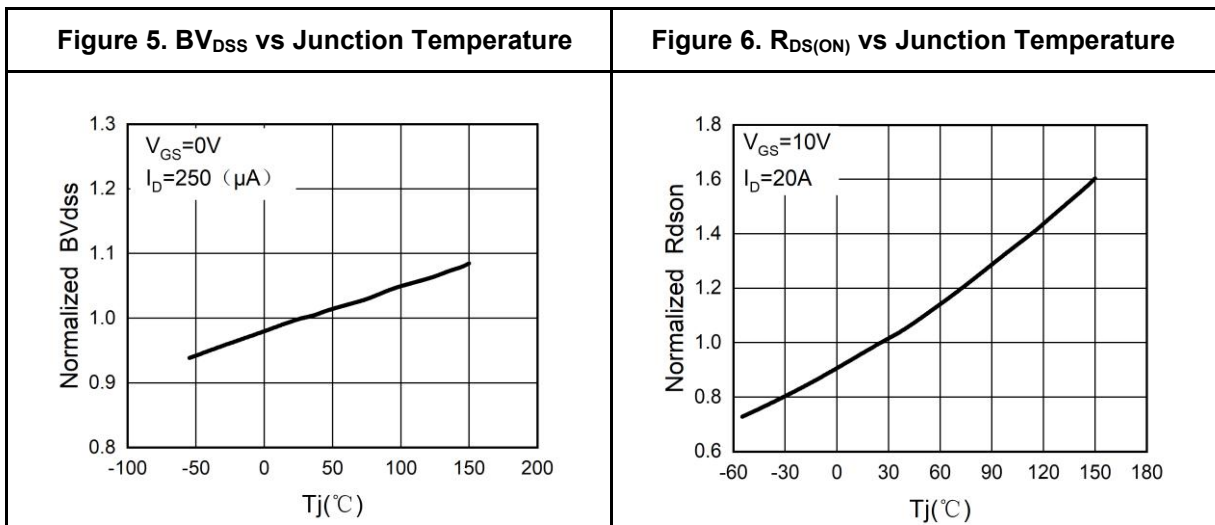 Figure 5. BVDSS vs Junction Temperature
Figure 6. RDS(ON) vs Junction Temperature
1.3
1.2
1.1
1.0
0.9
0.8
Normalized BVdss
VGS=0V
ID=250（μA）
-100 -50 0 50 100 150 200
Tj(℃)
1.8
1.6
1.4
1.2
1.0
0.8
0.6
Normalized Rdson
VGS=10V
ID=20A
-60 -30 0 30 60 90 120 150 180
Tj(℃)